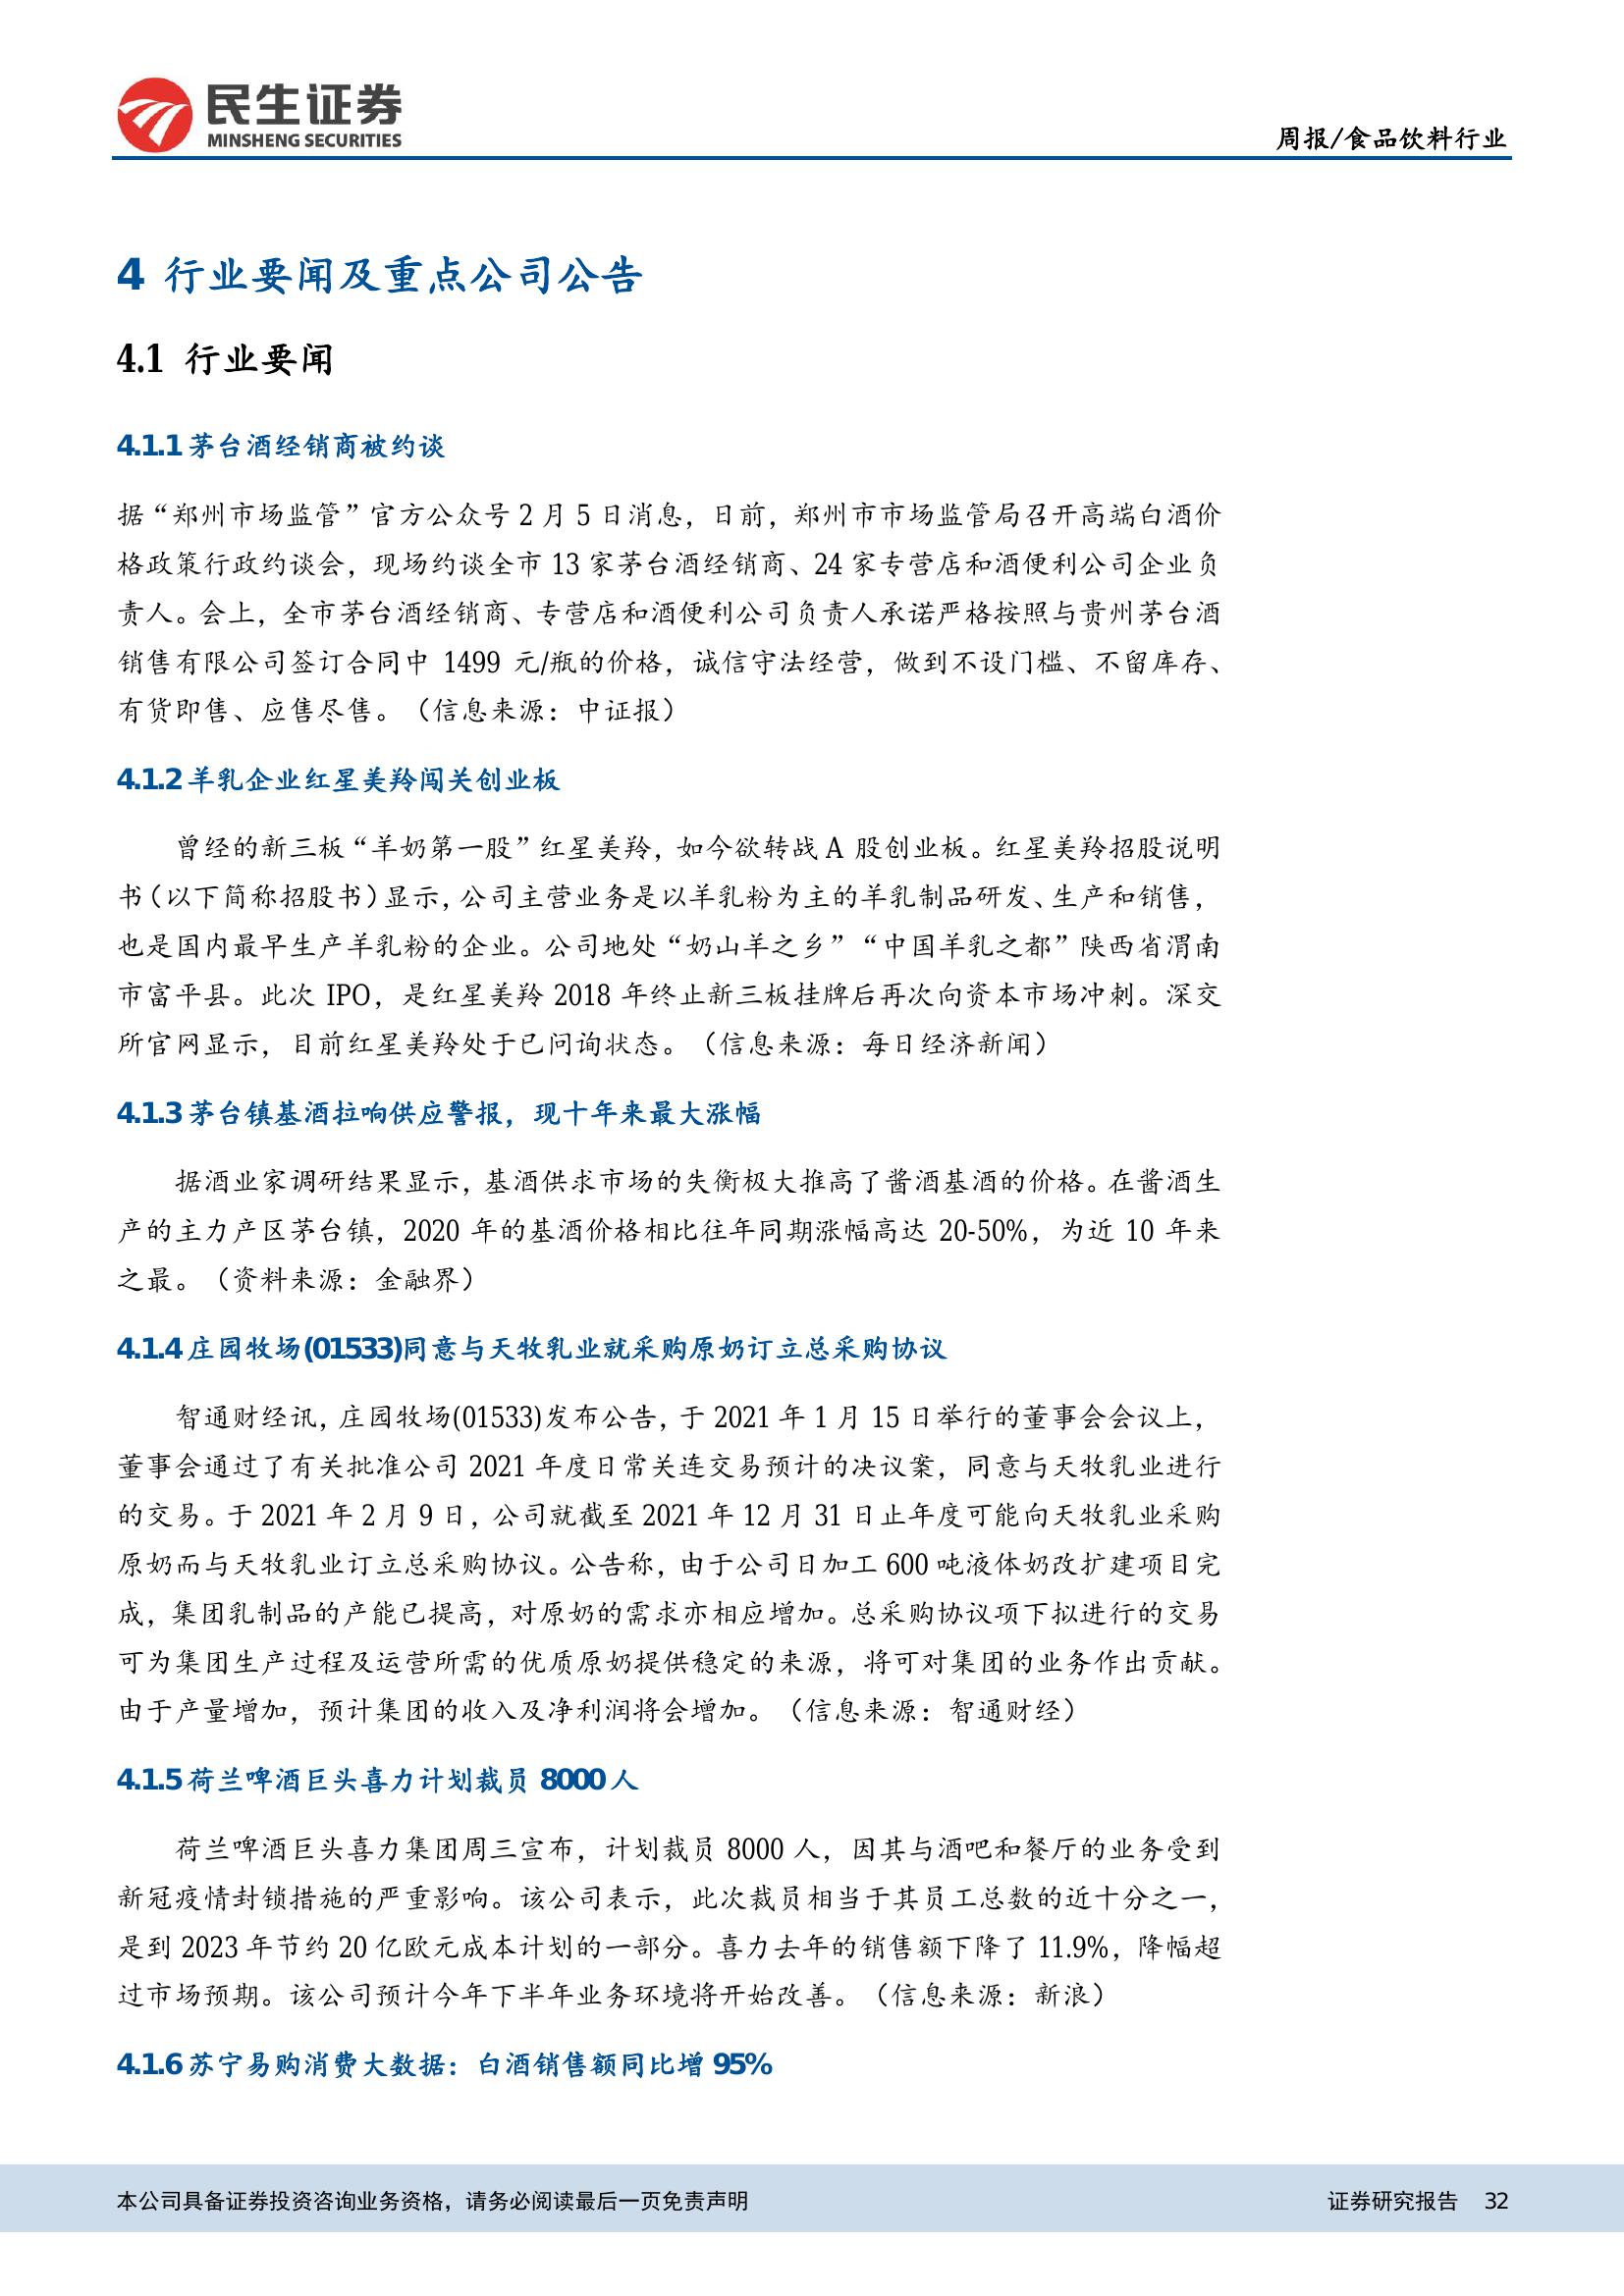 民生证券
MINSHENG SECURITIES
周报/食品饮料行业
4 行业要闻及重点公司公告
4.1 行业要闻
4.1.1 茅台酒经销商被约谈
据“郑州市场监管”官方公众号 2 月 5 日消息，日前，郑州市市场监管局召开高端白酒价
格政策行政约谈会，现场约谈全市 13 家茅台酒经销商、24 家专营店和酒便利公司企业负
责人。会上，全市茅台酒经销商、专营店和酒便利公司负责人承诺严格按照与贵州茅台酒
销售有限公司签订合同中 1499 元/瓶的价格，诚信守法经营，做到不设门槛、不留库存、
有货即售、应售尽售。（信息来源：中证报）
4.1.2 羊乳企业红星美羚闯关创业板
曾经的新三板“羊奶第一股”红星美羚，如今欲转战 A 股创业板。红星美羚招股说明
书（以下简称招股书）显示，公司主营业务是以羊乳粉为主的羊乳制品研发、生产和销售，
也是国内最早生产羊乳粉的企业。公司地处“奶山羊之乡”“中国羊乳之都”陕西省渭南
市富平县。此次 IPO，是红星美羚 2018 年终止新三板挂牌后再次向资本市场冲刺。深交
所官网显示，目前红星美羚处于已问询状态。（信息来源：每日经济新闻）
4.1.3 茅台镇基酒拉响供应警报，现十年来最大涨幅
据酒业家调研结果显示，基酒供求市场的失衡极大推高了酱酒基酒的价格。在酱酒生
产的主力产区茅台镇，2020 年的基酒价格相比往年同期涨幅高达 20-50%，为近 10 年来
之最。（资料来源：金融界）
4.1.4 庄园牧场(01533)同意与天牧乳业就采购原奶订立总采购协议
智通财经讯，庄园牧场(01533)发布公告，于 2021 年 1 月 15 日举行的董事会会议上，
董事会通过了有关批准公司 2021 年度日常关连交易预计的决议案，同意与天牧乳业进行
的交易。于 2021 年 2 月 9 日，公司就截至 2021 年 12 月 31 日止年度可能向天牧乳业采购
原奶而与天牧乳业订立总采购协议。公告称，由于公司日加工 600 吨液体奶改扩建项目完
成，集团乳制品的产能已提高，对原奶的需求亦相应增加。总采购协议项下拟进行的交易
可为集团生产过程及运营所需的优质原奶提供稳定的来源，将可对集团的业务作出贡献。
由于产量增加，预计集团的收入及净利润将会增加。（信息来源：智通财经）
4.1.5 荷兰啤酒巨头喜力计划裁员 8000 人
荷兰啤酒巨头喜力集团周三宣布，计划裁员 8000 人，因其与酒吧和餐厅的业务受到
新冠疫情封锁措施的严重影响。该公司表示，此次裁员相当于其员工总数的近十分之一，
是到 2023 年节约 20 亿欧元成本计划的一部分。喜力去年的销售额下降了 11.9%，降幅超
过市场预期。该公司预计今年下半年业务环境将开始改善。（信息来源：新浪）
4.1.6 苏宁易购消费大数据：白酒销售额同比增 95%
本公司具备证券投资咨询业务资格，请务必阅读最后一页免责声明
证券研究报告 32